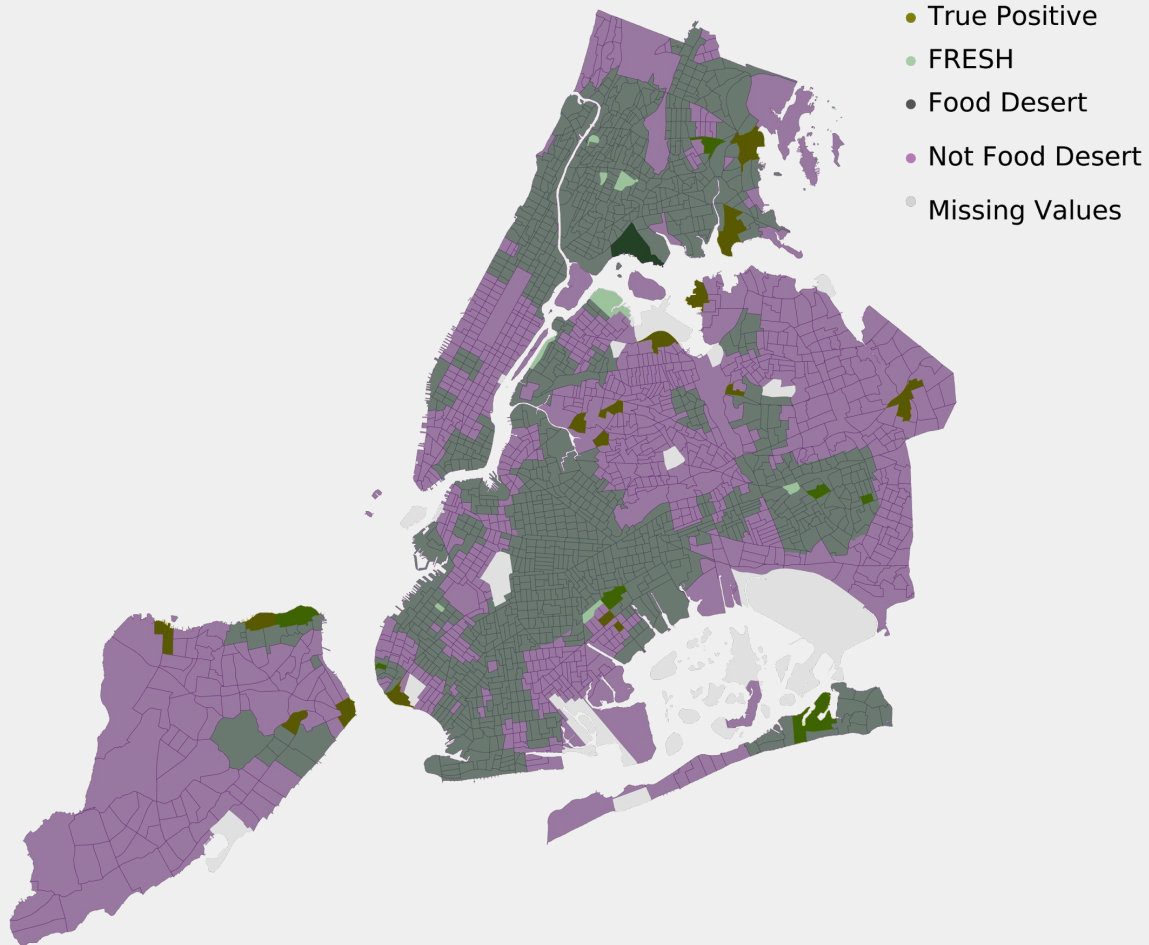 True Positive
FRESH
Food Desert
Not Food Desert
Missing Values